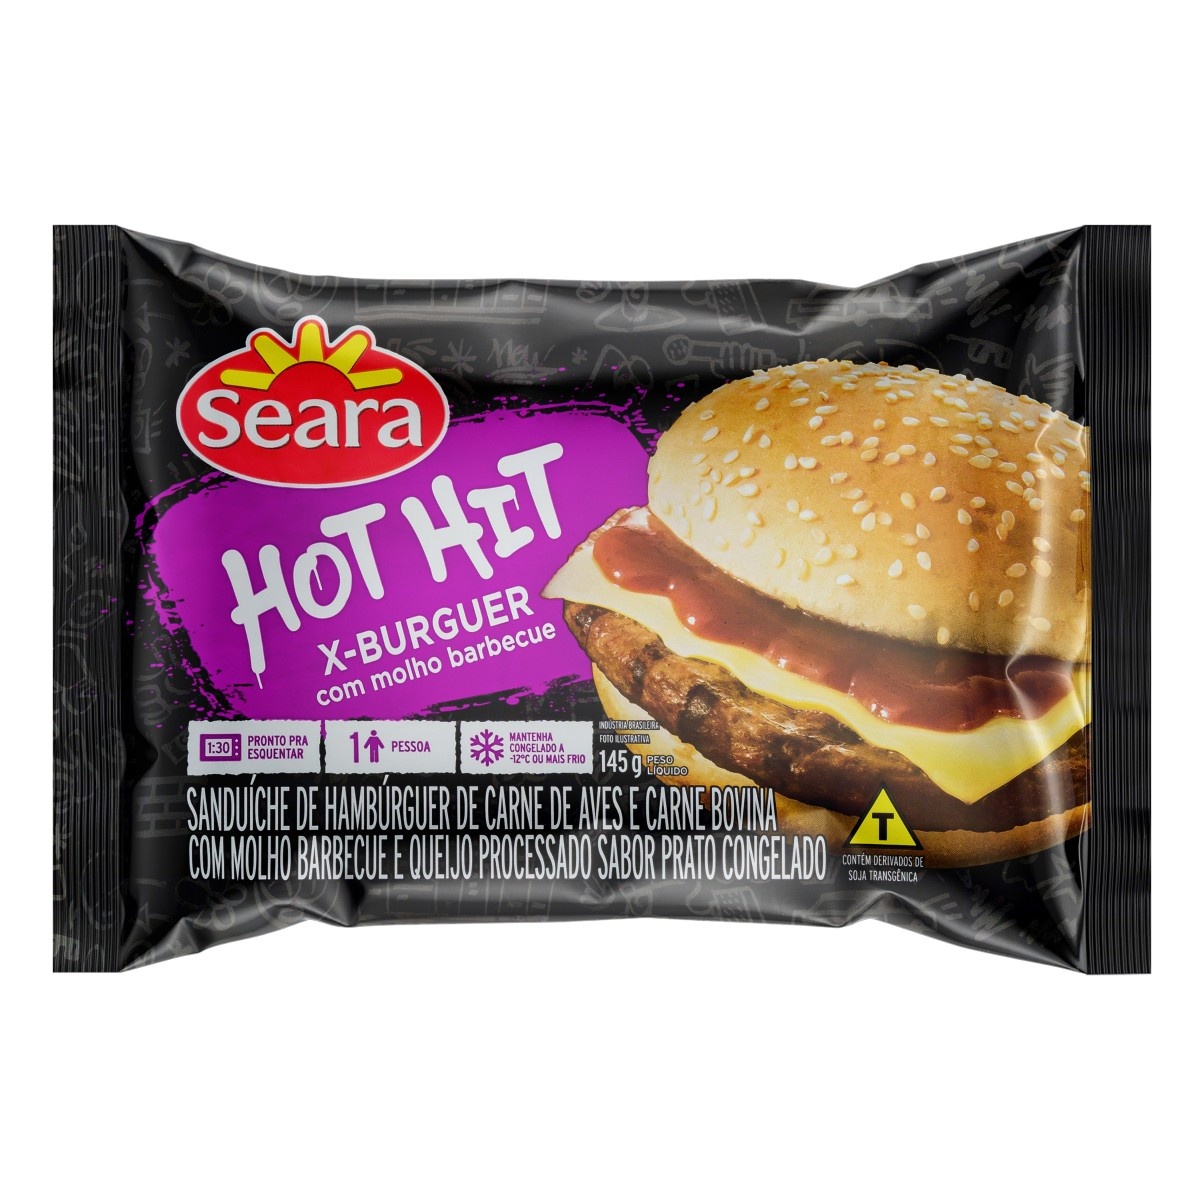 Seara
HOT HIT
X-BURGUER
com molho barbecue
1:30
PRONTO PRA
ESQUENTAR
1
PESSOA
MANTENHA
CONGELADO A
-12°C OU MAIS FRIO
INDÚSTRIA BRASILEIRA
FOTO ILUSTRATIVA
145 g PESO
LÍQUIDO
SANDUÍCHE DE HAMBÚRGUER DE CARNE DE AVES E CARNE BOVINA
COM MOLHO BARBECUE E QUEIJO PROCESSADO SABOR PRATO CONGELADO
T
CONTÉM DERIVADOS DE
SOJA TRANSGÊNICA